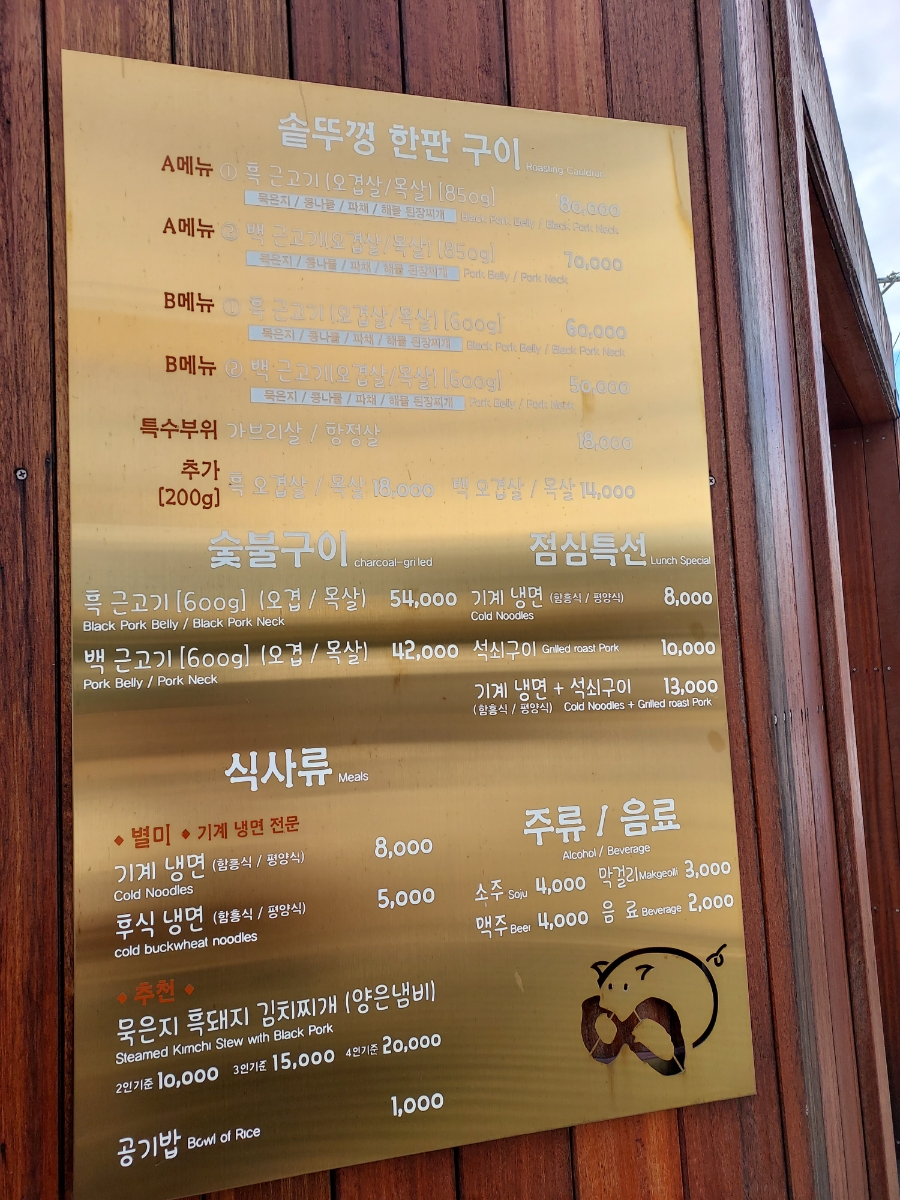 솥뚜껑 한판 구이 Roasting Cauldron
A메뉴 ① 흑 근고기 (오겹살/목살) [850g] 80,000
묵은지 / 콩나물 / 파채 / 해물 된장찌개 Black Pork Belly / Black Pork Neck
A메뉴 ② 백 근고기(오겹살/목살) [850g] 70,000
묵은지 / 콩나물 / 파채 / 해물 된장찌개 Pork Belly / Pork Neck
B메뉴 ① 흑 근고기 (오겹살/목살) [600g] 60,000
묵은지 / 콩나물 / 파채 / 해물 된장찌개 Black Pork Belly / Black Pork Neck
B메뉴 ② 백 근고기(오겹살/목살) [600g] 50,000
묵은지 / 콩나물 / 파채 / 해물 된장찌개 Pork Belly / Pork Neck
특수부위 가브리살 / 항정살 18,000
추가
[200g] 흑 오겹살 / 목살 18,000 백 오겹살 / 목살 14,000
숯불구이 charcoal-grilled
흑 근고기 [600g] (오겹 / 목살) 54,000
Black Pork Belly / Black Pork Neck
백 근고기 [600g] (오겹 / 목살) 42,000
Pork Belly / Pork Neck
점심특선 Lunch Special
기계 냉면 (함흥식 / 평양식) 8,000
Cold Noodles
석쇠구이 Grilled roast Pork 10,000
기계 냉면 + 석쇠구이 13,000
(함흥식 / 평양식) Cold Noodles + Grilled roast Pork
식사류 Meals
◆ 별미 ◆ 기계 냉면 전문
기계 냉면 (함흥식 / 평양식) 8,000
Cold Noodles
후식 냉면 (함흥식 / 평양식) 5,000
cold buckwheat noodles
◆ 추천 ◆
묵은지 흑돼지 김치찌개 (양은냄비)
Steamed Kimchi Stew with Black Pork
2인기준 10,000 3인기준 15,000 4인기준 20,000
공기밥 Bowl of Rice 1,000
주류 / 음료
Alcohol / Beverage
소주 Soju 4,000 막걸리 Makgeolli 3,000
맥주 Beer 4,000 음 료 Beverage 2,000